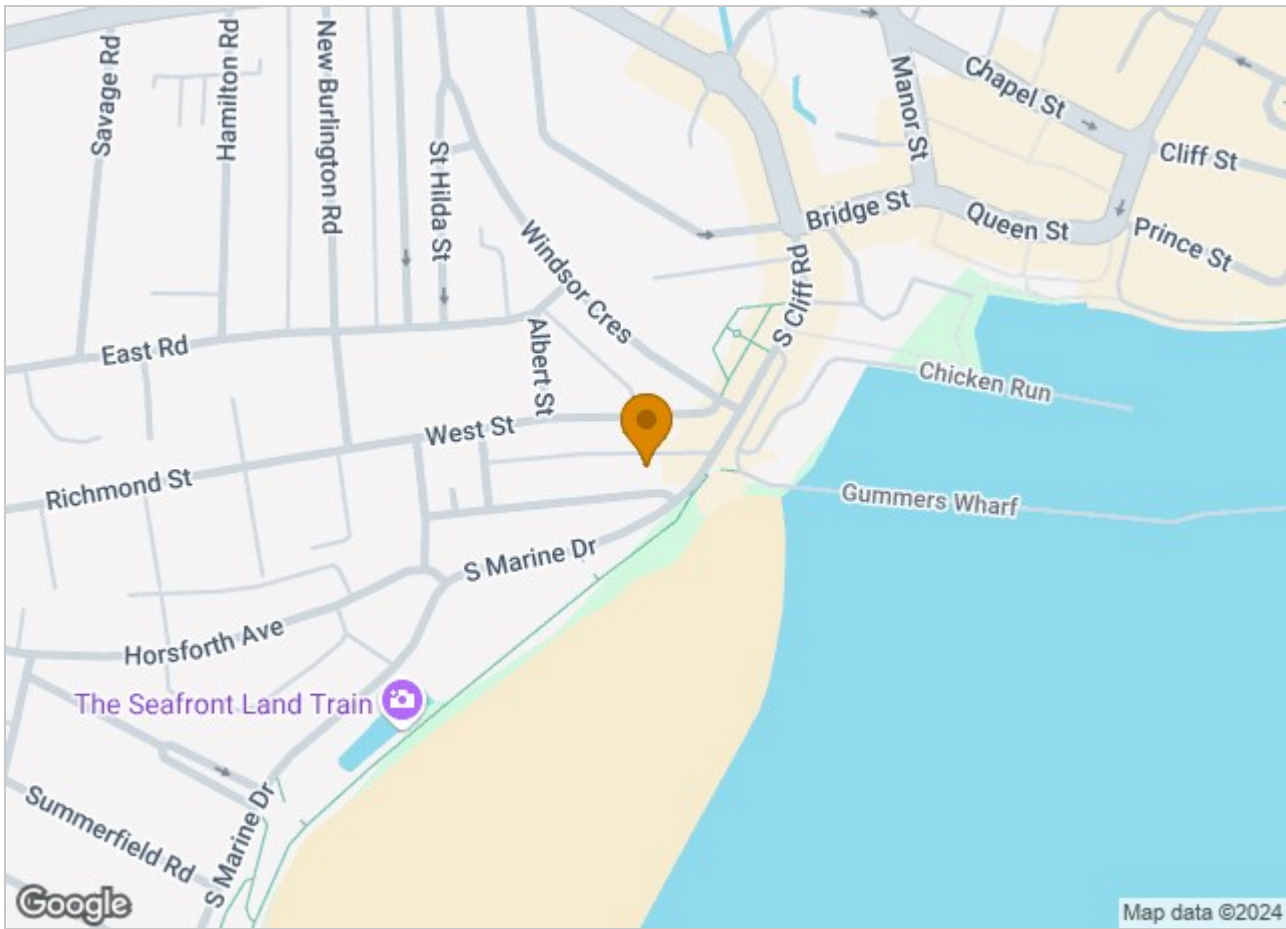 Savage Rd
Hamilton Rd
New Burlington Rd
St Hilda St
Manor St
Chapel St
Cliff St
Bridge St
Queen St
Prince St
Windsor Cres
S Cliff Rd
East Rd
Albert St
Chicken Run
West St
Richmond St
Gummers Wharf
S Marine Dr
Horsforth Ave
The Seafront Land Train
Summerfield Rd
S Marine Dr
Google
Map data ©2024